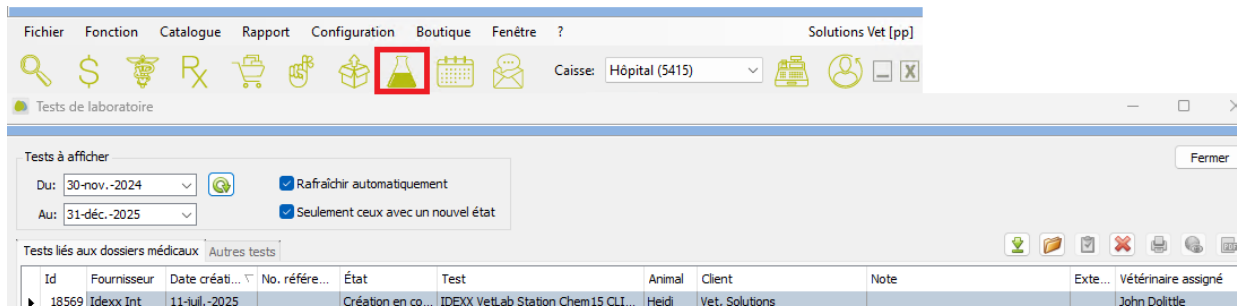 Fichier Fonction Catalogue Rapport Configuration Boutique Fenêtre ? Solutions Vet [pp]
Caisse: Hôpital (5415)
Tests de laboratoire
Tests à afficher
Fermer
Du: 30-nov.-2024 Rafraîchir automatiquement
Au: 31-déc.-2025 Seulement ceux avec un nouvel état
Tests liés aux dossiers médicaux Autres tests
Id Fournisseur Date créati... No. référe... État Test Animal Client Note Exte... Vétérinaire assigné
18569 Idexx Int 11-juil.-2025 Création en co... IDEXX VetLab Station Chem15 CLI... Heidi Vet. Solutions John Dolittle